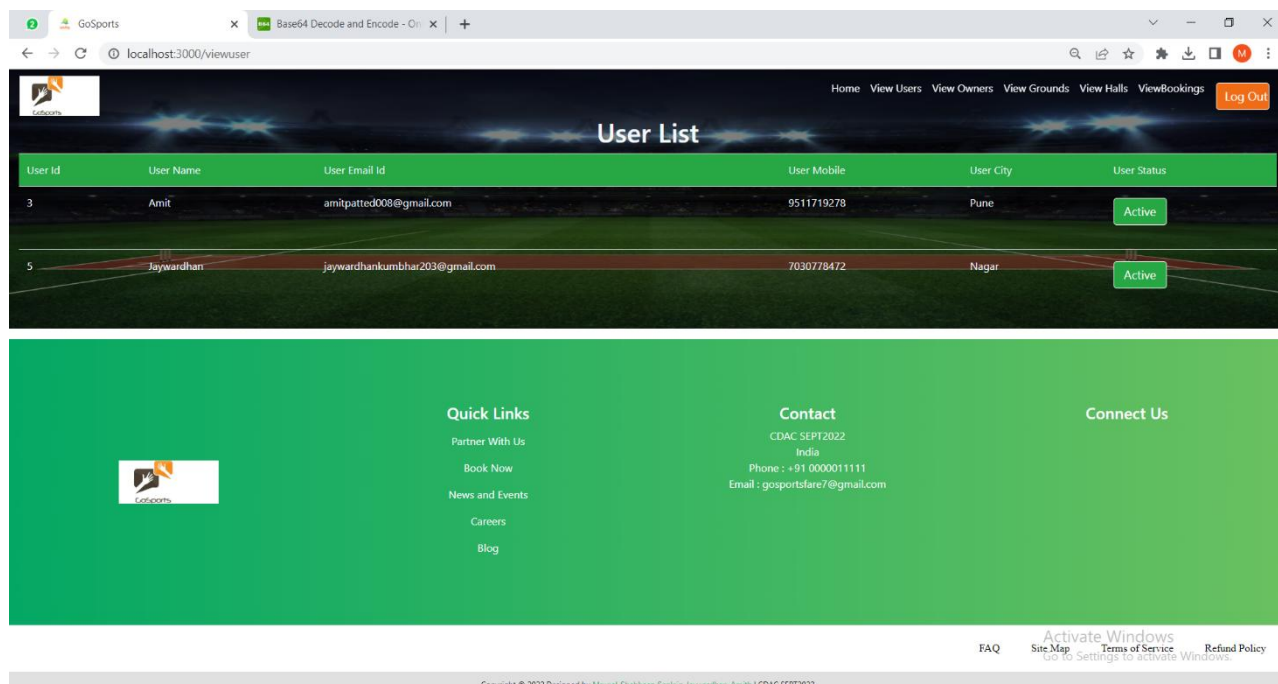 2 GoSports B64 Base64 Decode and Encode - On
localhost:3000/viewuser M
GoSports
Home View Users View Owners View Grounds View Halls ViewBookings Log Out
User List
User Id User Name User Email Id User Mobile User City User Status
3 Amit amitpatted008@gmail.com 9511719278 Pune Active
5 Jaywardhan jaywardhankumbhar203@gmail.com 7030778472 Nagar Active
GoSports
Quick Links
Partner With Us
Book Now
News and Events
Careers
Blog
Contact
CDAC SEPT2022
India
Phone : +91 0000011111
Email : gosportsfare7@gmail.com
Connect Us
Activate Windows
Go to Settings to activate Windows.
FAQ Site Map Terms of Service Refund Policy